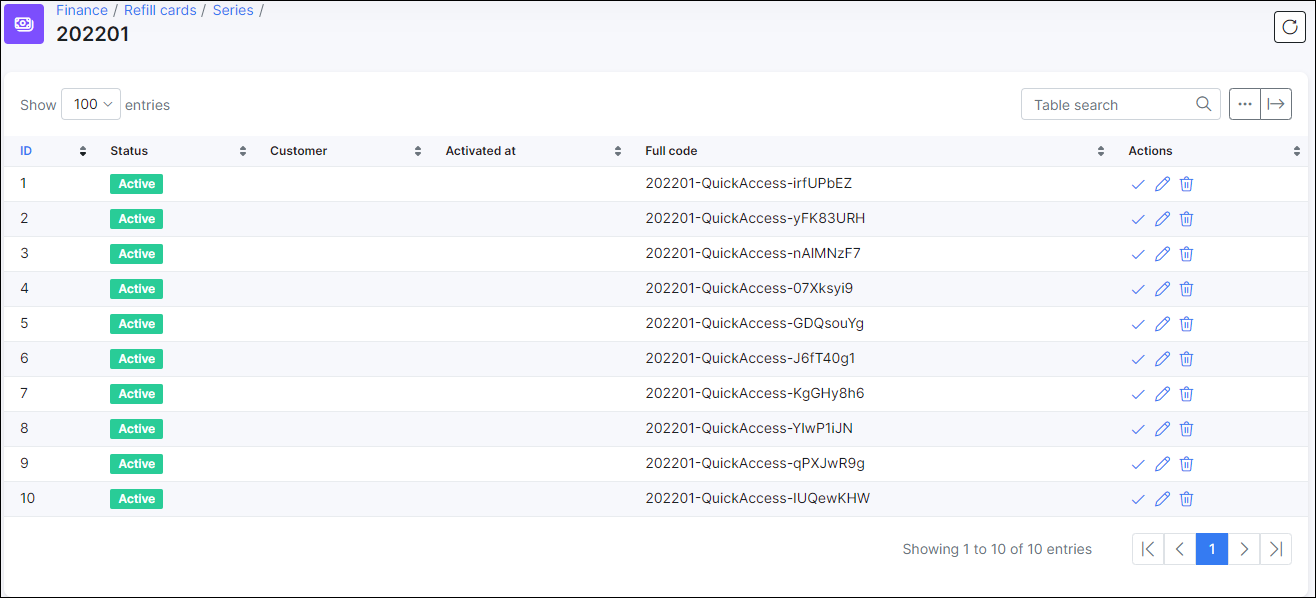 Finance / Refill cards / Series /
202201
Show 100 entries
Table search
ID Status Customer Activated at Full code Actions
1 Active 202201-QuickAccess-irfUPbEZ
2 Active 202201-QuickAccess-yFK83URH
3 Active 202201-QuickAccess-nAIMNzF7
4 Active 202201-QuickAccess-07Xksyi9
5 Active 202201-QuickAccess-GDQsouYg
6 Active 202201-QuickAccess-J6fT40g1
7 Active 202201-QuickAccess-KgGHy8h6
8 Active 202201-QuickAccess-YIwP1iJN
9 Active 202201-QuickAccess-qPXJwR9g
10 Active 202201-QuickAccess-IUQewKHW
Showing 1 to 10 of 10 entries
1